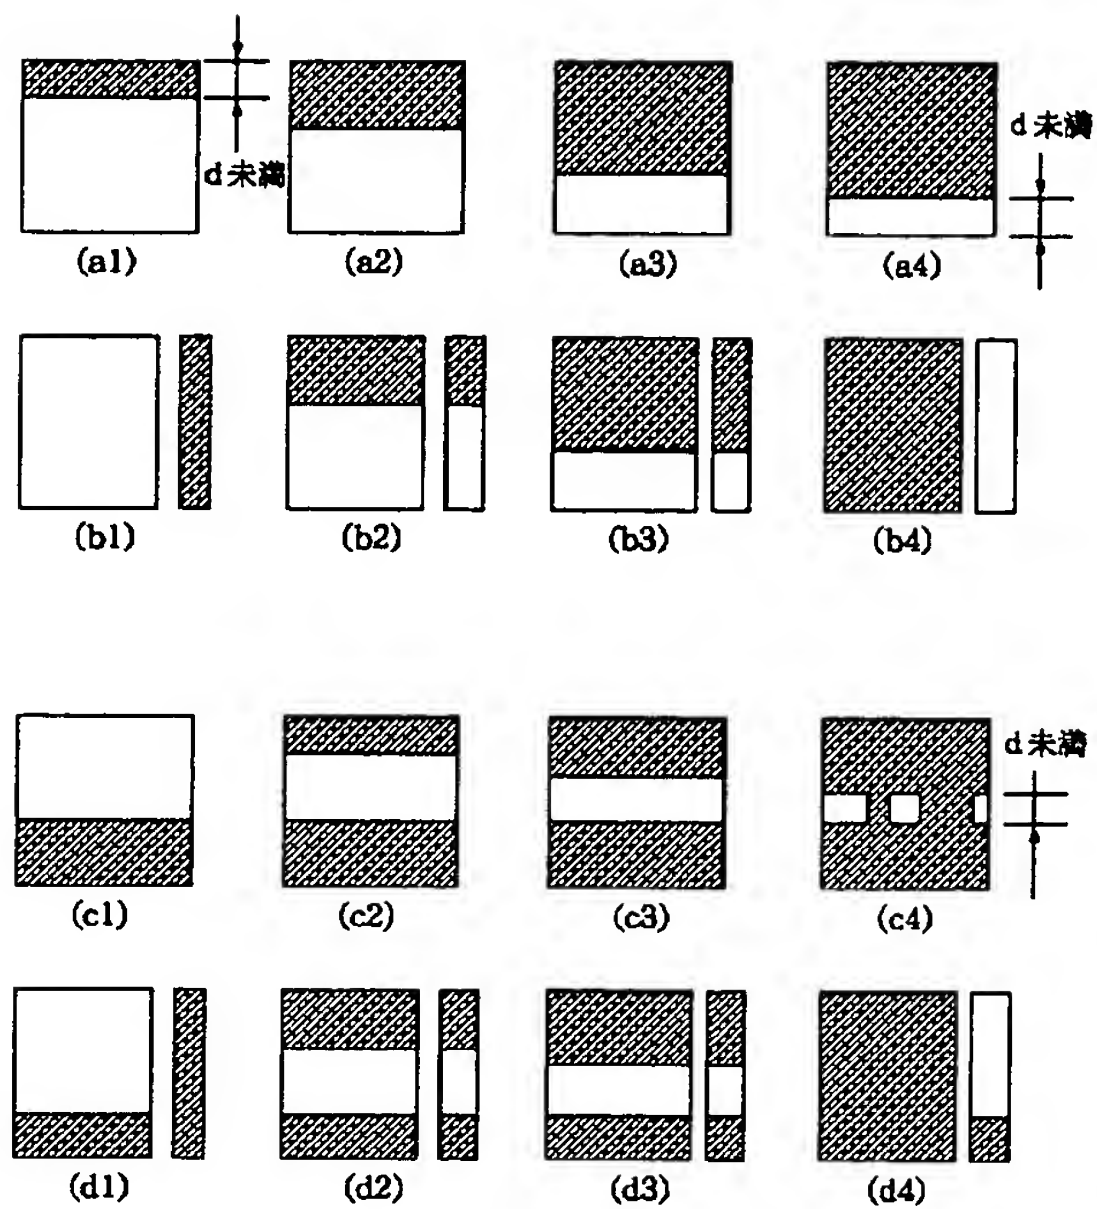 d未満
d未満
(a1) (a2) (a3) (a4)
(b1) (b2) (b3) (b4)
d未満
(c1) (c2) (c3) (c4)
(d1) (d2) (d3) (d4)